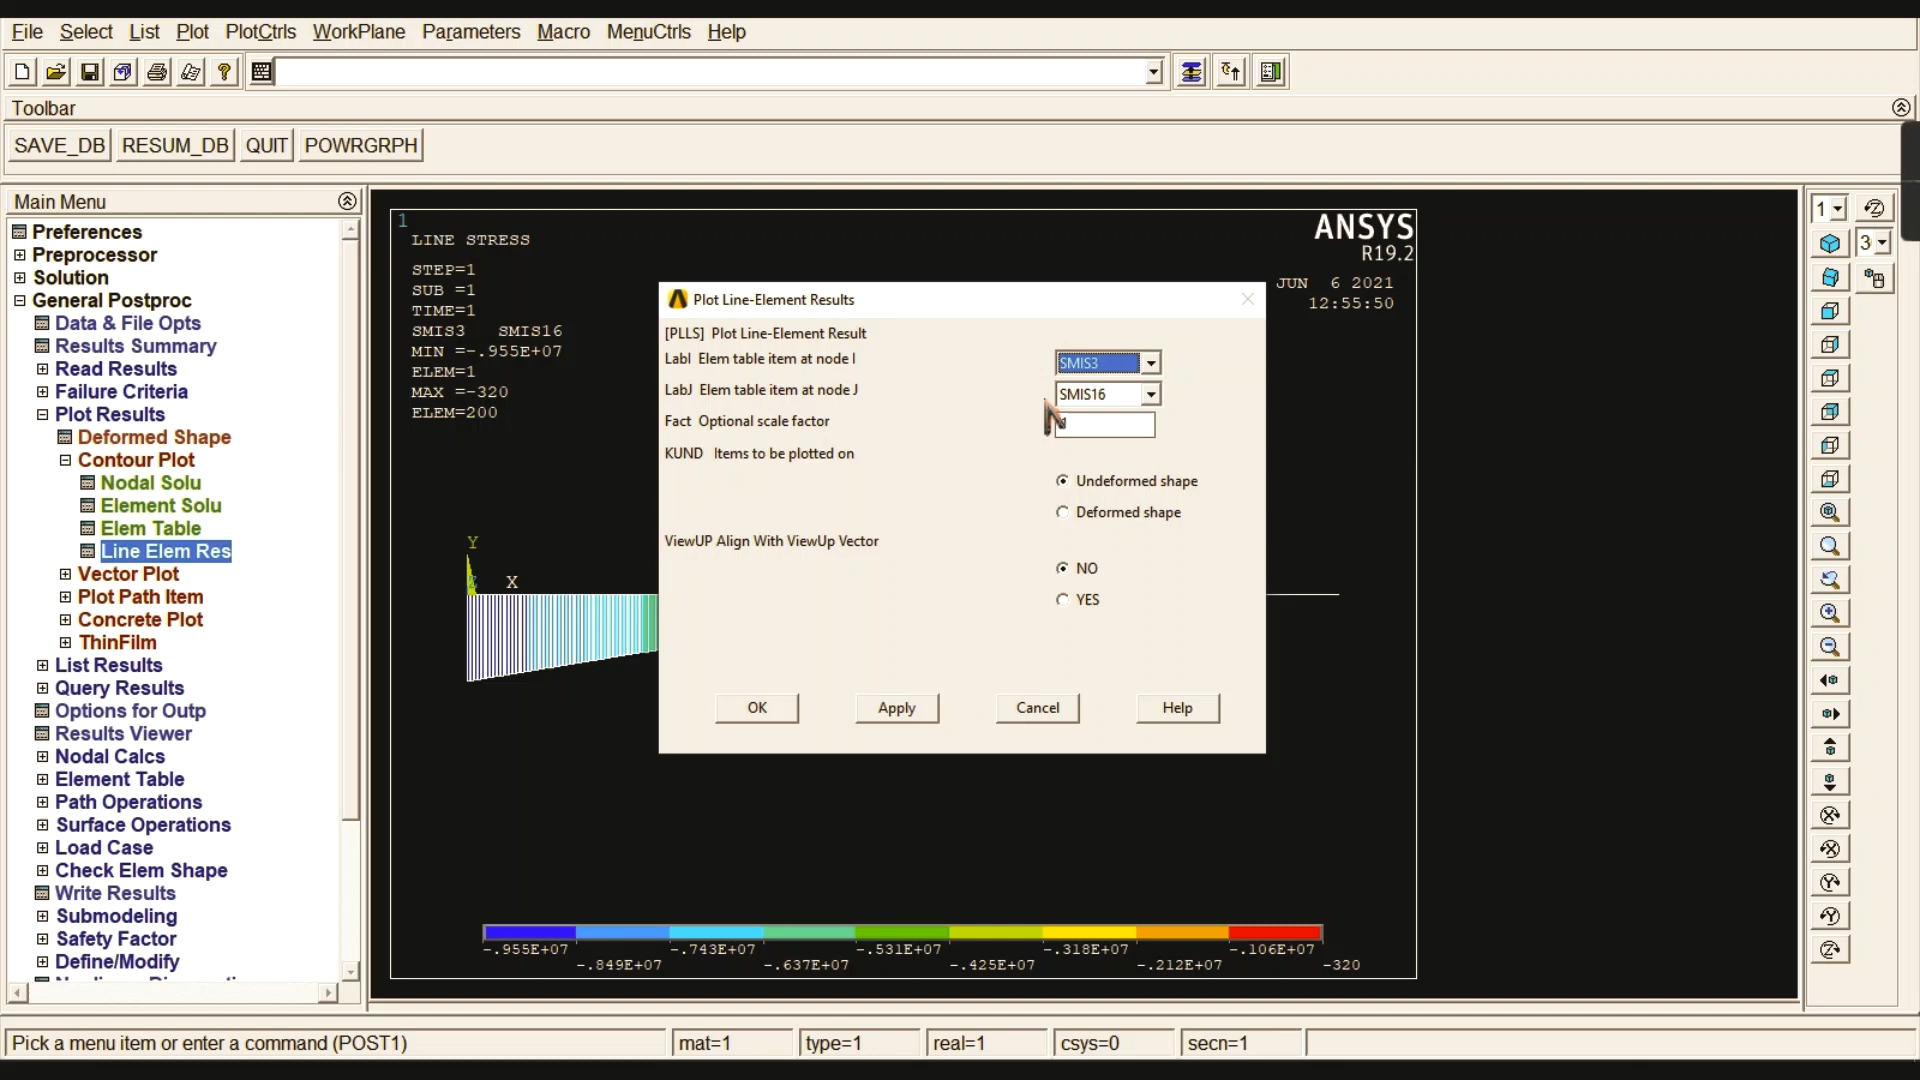 File Select List Plot PlotCtrls WorkPlane Parameters Macro MenuCtrls Help
Toolbar
SAVE_DB RESUM_DB QUIT POWRGRPH
Main Menu
Preferences
Preprocessor
Solution
General Postproc
Data & File Opts
Results Summary
Read Results
Failure Criteria
Plot Results
Deformed Shape
Contour Plot
Nodal Solu
Element Solu
Elem Table
Line Elem Res
Vector Plot
Plot Path Item
Concrete Plot
ThinFilm
List Results
Query Results
Options for Outp
Results Viewer
Nodal Calcs
Element Table
Path Operations
Surface Operations
Load Case
Check Elem Shape
Write Results
Submodeling
Safety Factor
Define/Modify
1
LINE STRESS
STEP=1
SUB =1
TIME=1
SMIS3 SMIS16
MIN =-.955E+07
ELEM=1
MAX =-320
ELEM=200
ANSYS
R19.2
JUN 6 2021
12:55:50
Y
X
Plot Line-Element Results
[PLLS] Plot Line-Element Result
LabI Elem table item at node I
SMIS3
LabJ Elem table item at node J
SMIS16
Fact Optional scale factor
KUND Items to be plotted on
Undeformed shape
Deformed shape
ViewUP Align With ViewUp Vector
NO
YES
OK Apply Cancel Help
-.955E+07 -.743E+07 -.531E+07 -.318E+07 -.106E+07
-.849E+07 -.637E+07 -.425E+07 -.212E+07 -320
1
3
Pick a menu item or enter a command (POST1) mat=1 type=1 real=1 csys=0 secn=1